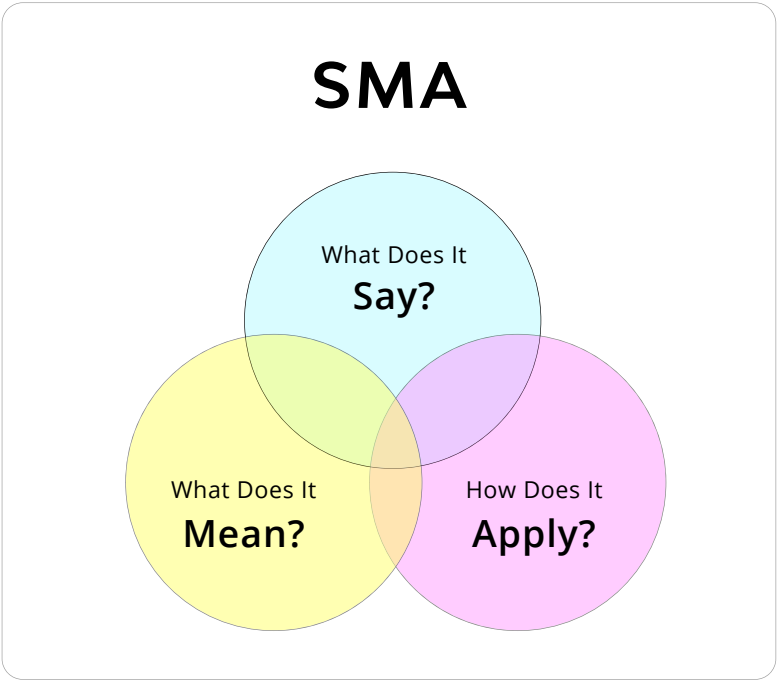 SMA
What Does It
Say?
What Does It
Mean?
How Does It
Apply?